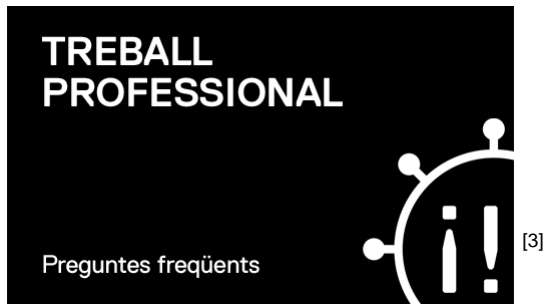 TREBALL
PROFESSIONAL
¡!
[3]
Preguntes freqüents